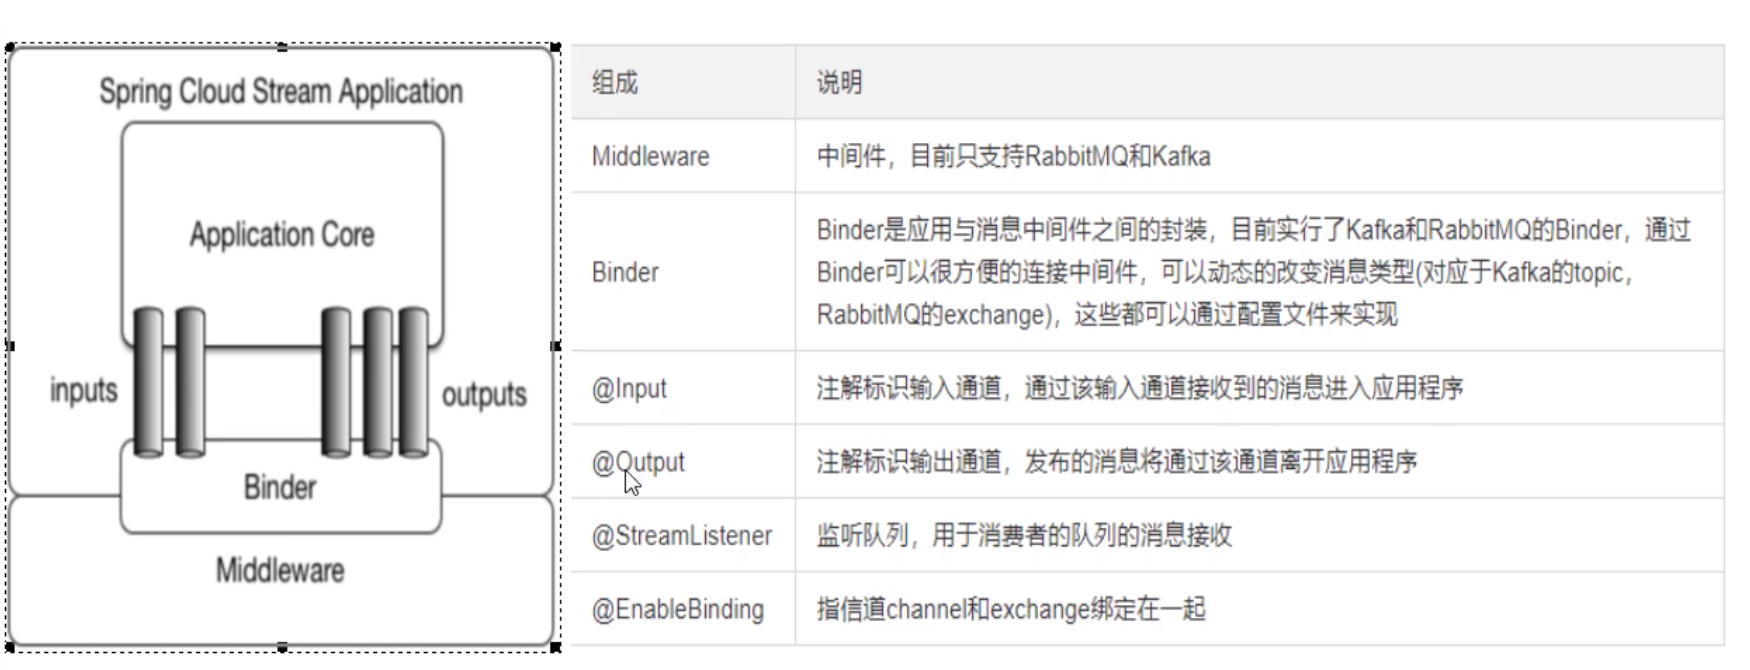 Spring Cloud Stream Application
Application Core
inputs
outputs
Binder
Middleware
组成
说明
Middleware
中间件，目前只支持RabbitMQ和Kafka
Binder
Binder是应用与消息中间件之间的封装，目前实行了Kafka和RabbitMQ的Binder，通过
Binder可以很方便的连接中间件，可以动态的改变消息类型(对应于Kafka的topic，
RabbitMQ的exchange)，这些都可以通过配置文件来实现
@Input
注解标识输入通道，通过该输入通道接收到的消息进入应用程序
@Output
注解标识输出通道，发布的消息将通过该通道离开应用程序
@StreamListener
监听队列，用于消费者的队列的消息接收
@EnableBinding
指信道channel和exchange绑定在一起